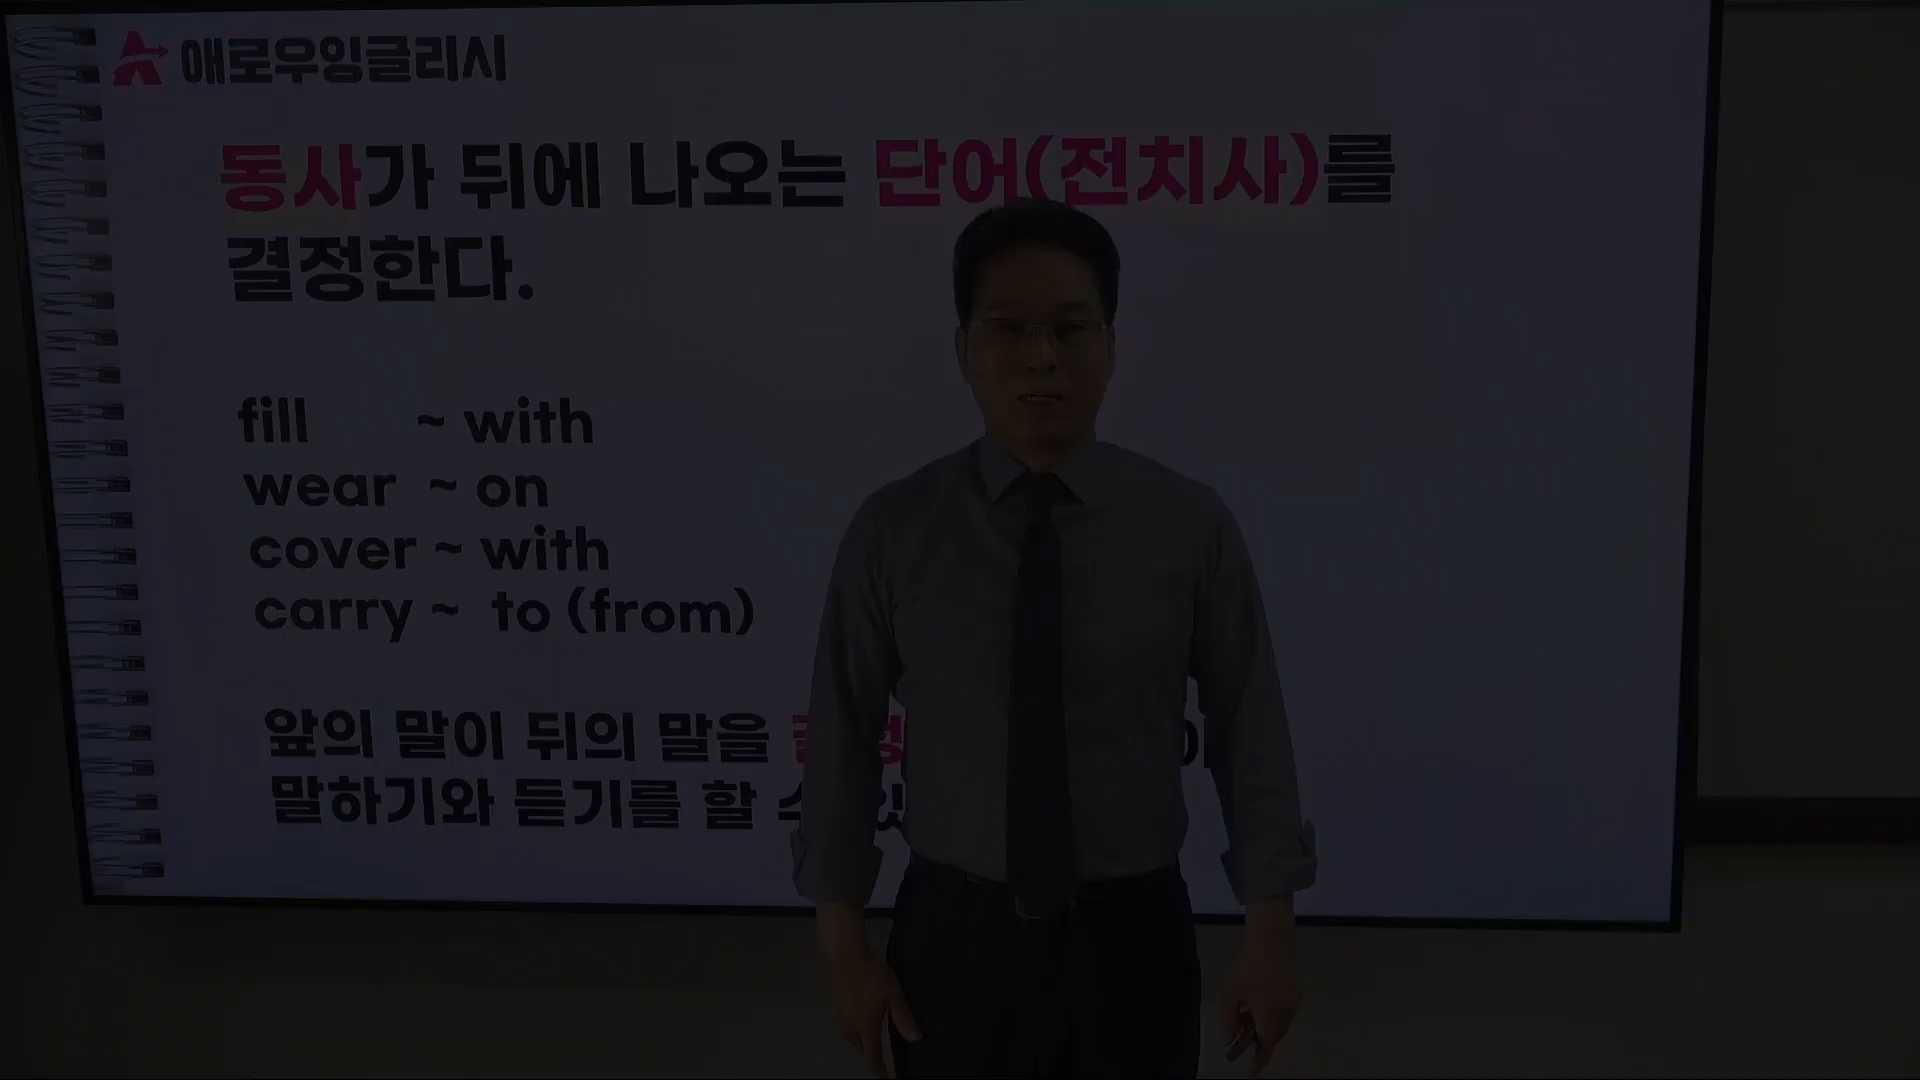 애로우잉글리시
동사가 뒤에 나오는 단어(전치사)를
결정한다.
fill ~ with
wear ~ on
cover ~ with
carry ~ to (from)
앞의 말이 뒤의 말을
말하기와 듣기를 할 수